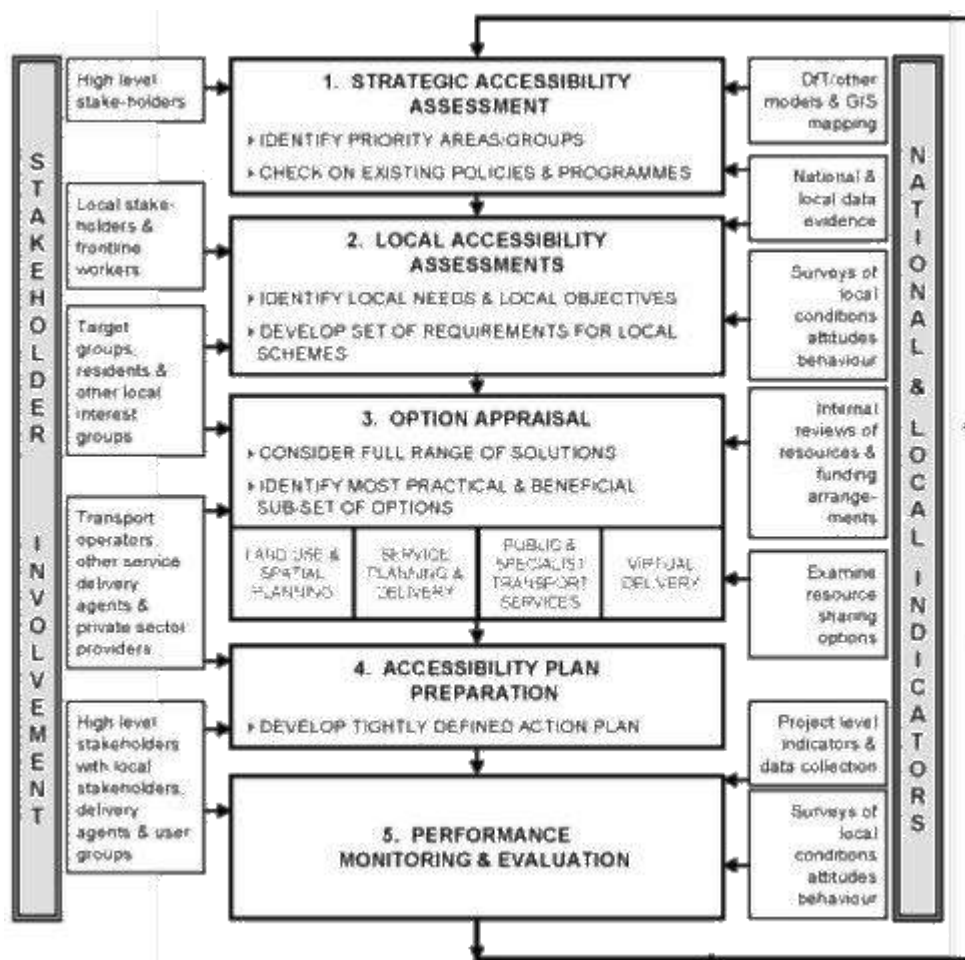 STAKEHOLDER INVOLVEMENT
High level
stake-holders
Local stake-
holders &
frontline
workers
Target
groups,
residents &
other local
interest
groups
Transport
operators,
other service
delivery
agents &
private sector
providers
High level
stakeholders
with local
stakeholders,
delivery
agents & user
groups
1. STRATEGIC ACCESSIBILITY
ASSESSMENT
IDENTIFY PRIORITY AREAS/GROUPS
CHECK ON EXISTING POLICIES & PROGRAMMES
2. LOCAL ACCESSIBILITY
ASSESSMENTS
IDENTIFY LOCAL NEEDS & LOCAL OBJECTIVES
DEVELOP SET OF REQUIREMENTS FOR LOCAL
SCHEMES
3. OPTION APPRAISAL
CONSIDER FULL RANGE OF SOLUTIONS
IDENTIFY MOST PRACTICAL & BENEFICIAL
SUB-SET OF OPTIONS
LAND USE &
SPATIAL
PLANNING
SERVICE
PLANNING &
DELIVERY
PUBLIC &
SPECIALIST
TRANSPORT
SERVICES
VIRTUAL
DELIVERY
4. ACCESSIBILITY PLAN
PREPARATION
DEVELOP TIGHTLY DEFINED ACTION PLAN
5. PERFORMANCE
MONITORING & EVALUATION
DfT/other
models & GIS
mapping
National &
local data
evidence
Surveys of
local
conditions
attitudes
behaviour
Internal
reviews of
resources &
funding
arrange-
ments
Examine
resource
sharing
options
Project level
indicators &
data collection
Surveys of
local
conditions
attitudes
behaviour
NATIONAL & LOCAL INDICATORS